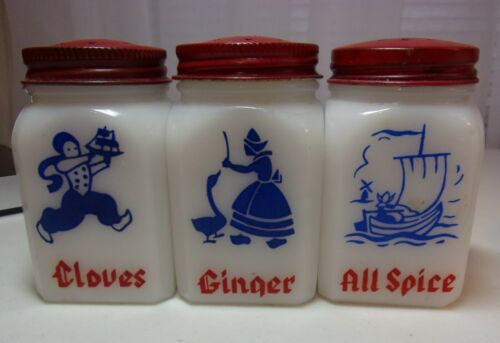 Cloves
Ginger
All Spice